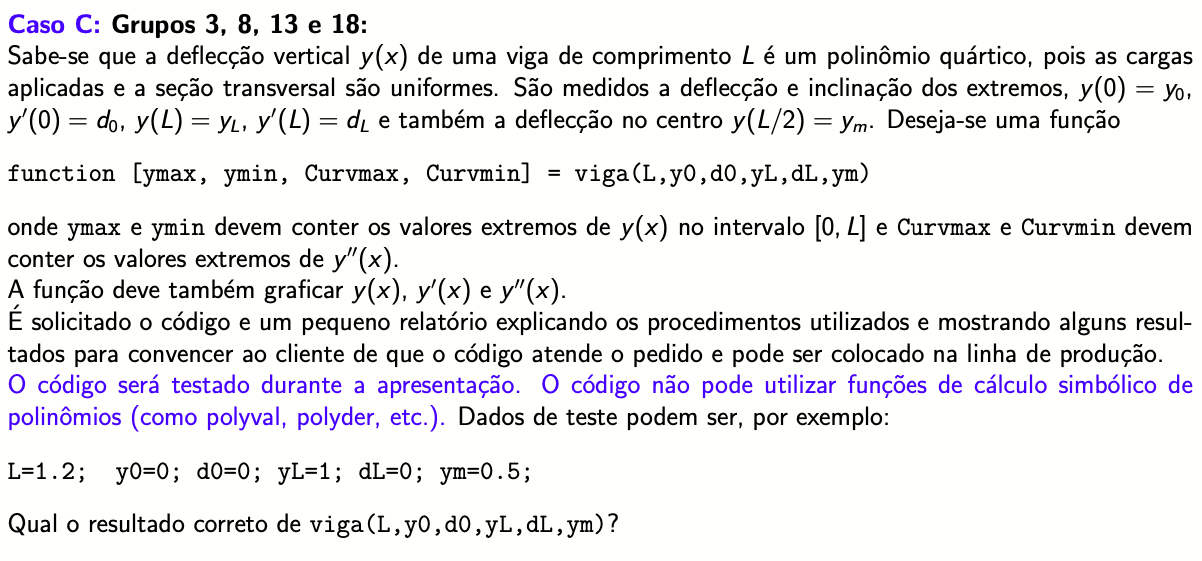 Caso C: Grupos 3, 8, 13 e 18:
Sabe-se que a deflecção vertical y(x) de uma viga de comprimento L é um polinômio quártico, pois as cargas
aplicadas e a seção transversal são uniformes. São medidos a deflecção e inclinação dos extremos, y(0) = y₀,
y′(0) = d₀, y(L) = y_L, y′(L) = d_L e também a deflecção no centro y(L/2) = yₘ. Deseja-se uma função
function [ymax, ymin, Curvmax, Curvmin] = viga(L,y0,d0,yL,dL,ym)
onde ymax e ymin devem conter os valores extremos de y(x) no intervalo [0, L] e Curvmax e Curvmin devem
conter os valores extremos de y″(x).
A função deve também graficar y(x), y′(x) e y″(x).
É solicitado o código e um pequeno relatório explicando os procedimentos utilizados e mostrando alguns resul-
tados para convencer ao cliente de que o código atende o pedido e pode ser colocado na linha de produção.
O código será testado durante a apresentação. O código não pode utilizar funções de cálculo simbólico de
polinômios (como polyval, polyder, etc.). Dados de teste podem ser, por exemplo:
L=1.2; y0=0; d0=0; yL=1; dL=0; ym=0.5;
Qual o resultado correto de viga(L,y0,d0,yL,dL,ym)?